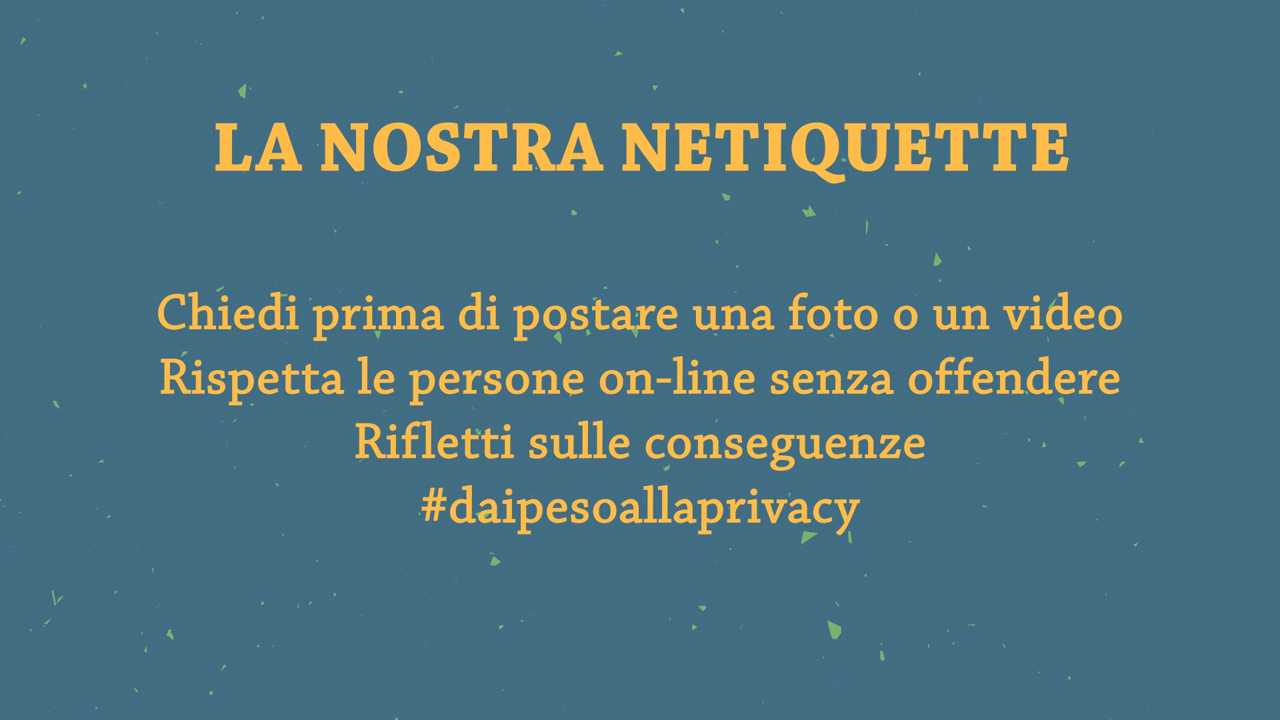 LA NOSTRA NETIQUETTE
Chiedi prima di postare una foto o un video
Rispetta le persone on-line senza offendere
Rifletti sulle conseguenze
#daipesoallaprivacy